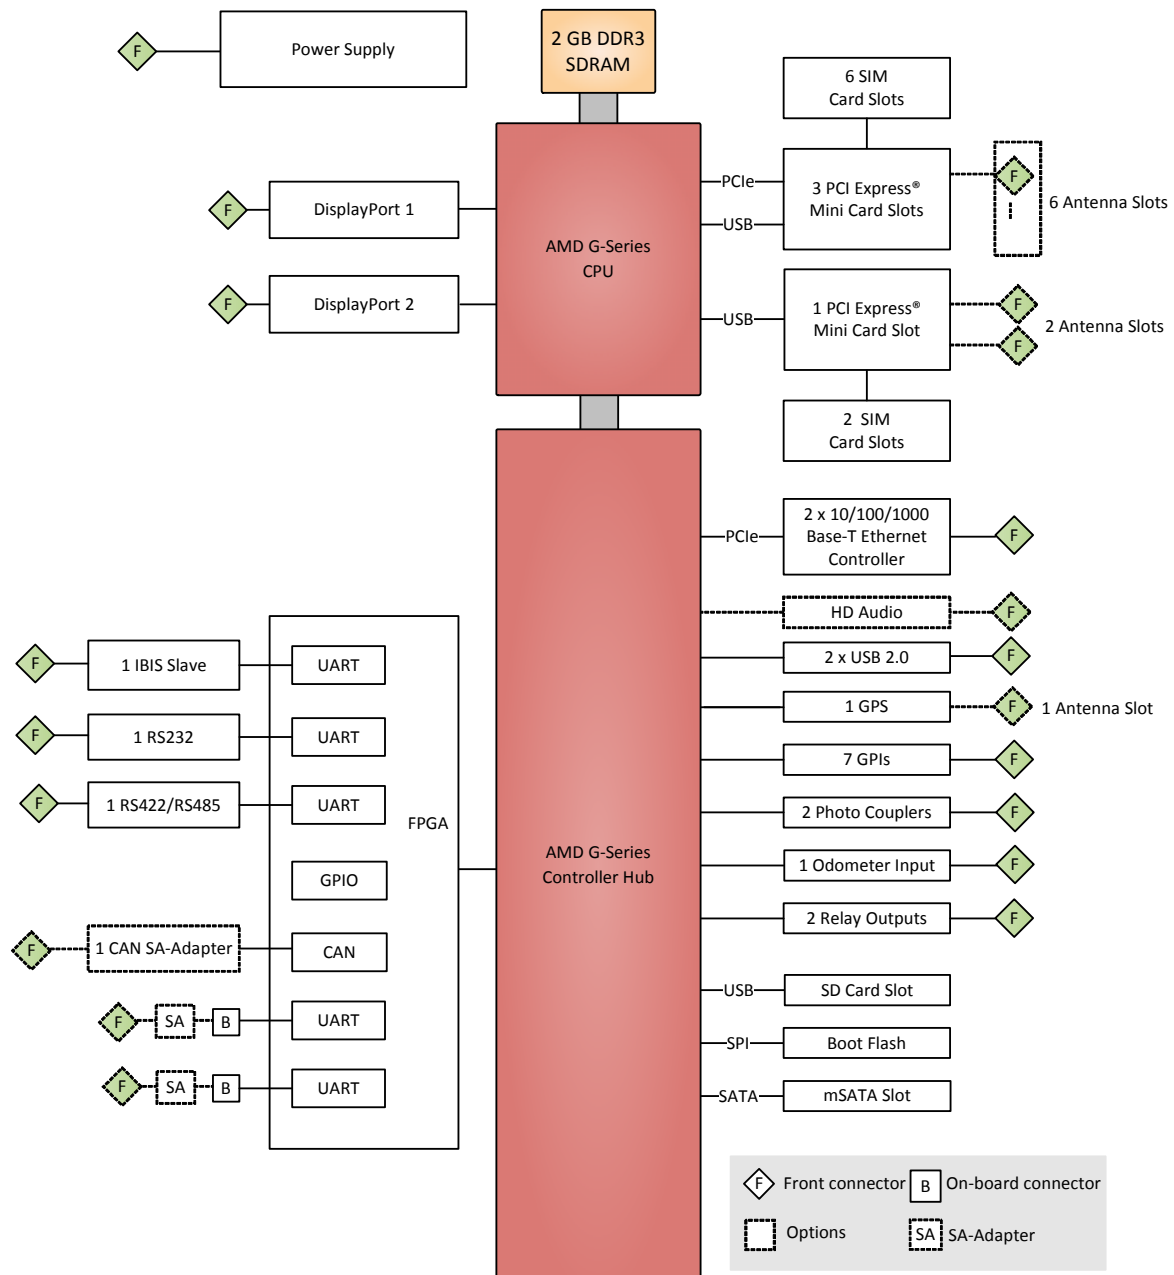 F
Power Supply
2 GB DDR3
SDRAM
6 SIM
Card Slots
F
DisplayPort 1
PCIe
USB
3 PCI Express®
Mini Card Slots
F
6 Antenna Slots
AMD G-Series
CPU
F
DisplayPort 2
USB
1 PCI Express®
Mini Card Slot
F
F
2 Antenna Slots
2 SIM
Card Slots
PCIe
2 x 10/100/1000
Base-T Ethernet
Controller
F
HD Audio
F
2 x USB 2.0
F
1 GPS
F
1 Antenna Slot
7 GPIs
F
2 Photo Couplers
F
1 Odometer Input
F
2 Relay Outputs
F
USB
SD Card Slot
SPI
Boot Flash
SATA
mSATA Slot
AMD G-Series
Controller Hub
FPGA
F
1 IBIS Slave
UART
F
1 RS232
UART
F
1 RS422/RS485
UART
GPIO
F
1 CAN SA-Adapter
CAN
F
SA
B
UART
F
SA
B
UART
F
Front connector
B
On-board connector
Options
SA
SA-Adapter